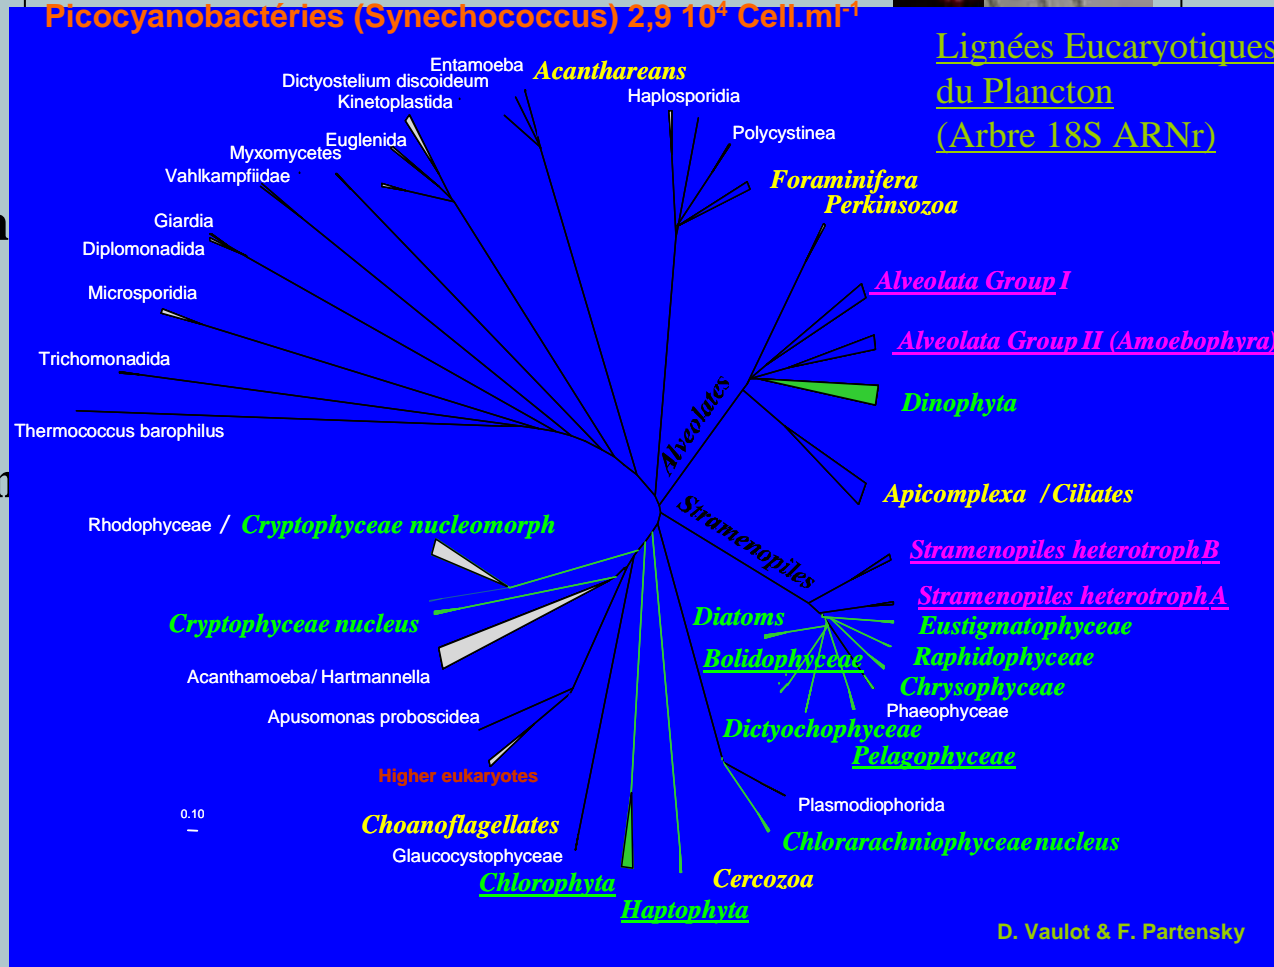 Picocyanobactéries (Synechococcus) 2,9 10⁴ Cell.ml⁻¹
Lignées Eucaryotiques
du Plancton
(Arbre 18S ARNr)
Entamoeba
Acanthareans
Dictyostelium discoideum
Kinetoplastida
Haplosporidia
Euglenida
Polycystinea
Myxomycetes
Vahlkampfiidae
Foraminifera
Perkinsozoa
Giardia
Diplomonadida
Alveolata Group I
Microsporidia
Alveolata Group II (Amoebophyra)
Trichomonadida
Dinophyta
Alveolates
Thermococcus barophilus
Apicomplexa / Ciliates
Stramenopiles
Rhodophyceae / Cryptophyceae nucleomorph
Stramenopiles heterotroph B
Stramenopiles heterotroph A
Cryptophyceae nucleus
Diatoms
Eustigmatophyceae
Bolidophyceae
Raphidophyceae
Acanthamoeba/ Hartmannella
Chrysophyceae
Phaeophyceae
Apusomonas proboscidea
Dictyochophyceae
Pelagophyceae
Higher eukaryotes
Plasmodiophorida
0.10
Choanoflagellates
Chlorarachniophyceae nucleus
Glaucocystophyceae
Chlorophyta
Cercozoa
Haptophyta
D. Vaulot & F. Partensky